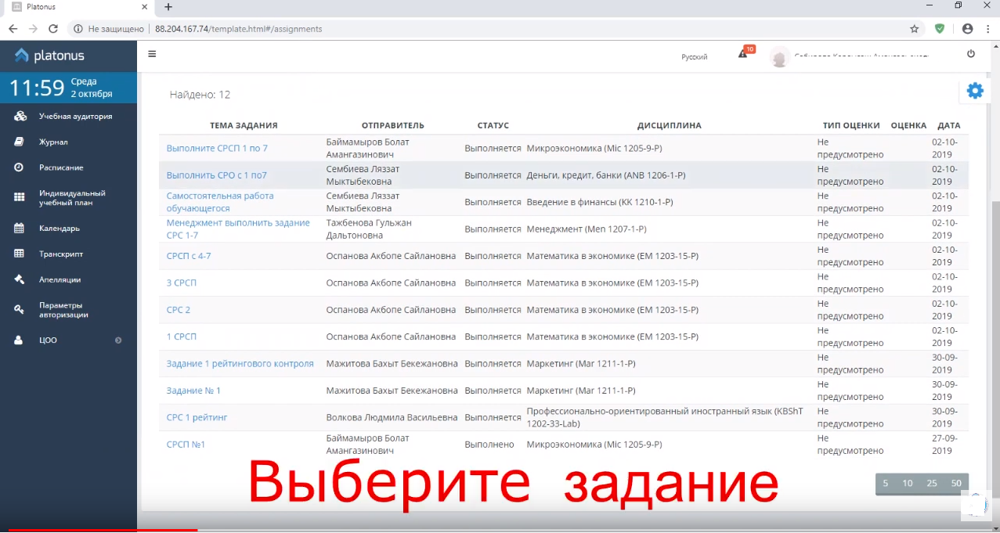 Platonus
Не защищено | 88.204.167.74/template.html#/assignments
platonus
Русский
10
11:59
Среда
2 октября
Учебная аудитория
Журнал
Расписание
Индивидуальный
учебный план
Календарь
Транскрипт
Апелляции
Параметры
авторизации
ЦОО
Найдено: 12
ТЕМА ЗАДАНИЯ ОТПРАВИТЕЛЬ СТАТУС ДИСЦИПЛИНА ТИП ОЦЕНКИ ОЦЕНКА ДАТА
Выполните СРСП 1 по 7 Баймамыров Болат Амангазинович Выполняется Микроэкономика (Mic 1205-9-P) Не предусмотрено 02-10-2019
Выполнить СРО с 1 по7 Сембиева Ляззат Мыктыбековна Выполняется Деньги, кредит, банки (ANB 1206-1-P) Не предусмотрено 02-10-2019
Самостоятельная работа обучающегося Сембиева Ляззат Мыктыбековна Выполняется Введение в финансы (KK 1210-1-P) Не предусмотрено 02-10-2019
Менеджмент выполнить задание СРС 1-7 Тажбенова Гульжан Дальтоновна Выполняется Менеджмент (Men 1207-1-P) Не предусмотрено 02-10-2019
СРСП с 4-7 Оспанова Акбопе Сайлановна Выполняется Математика в экономике (EM 1203-15-P) Не предусмотрено 02-10-2019
3 СРСП Оспанова Акбопе Сайлановна Выполняется Математика в экономике (EM 1203-15-P) Не предусмотрено 02-10-2019
СРС 2 Оспанова Акбопе Сайлановна Выполняется Математика в экономике (EM 1203-15-P) Не предусмотрено 02-10-2019
1 СРСП Оспанова Акбопе Сайлановна Выполняется Математика в экономике (EM 1203-15-P) Не предусмотрено 02-10-2019
Задание 1 рейтингового контроля Мажитова Бахыт Бекежановна Выполняется Маркетинг (Mar 1211-1-P) Не предусмотрено 30-09-2019
Задание № 1 Мажитова Бахыт Бекежановна Выполняется Маркетинг (Mar 1211-1-P) Не предусмотрено 30-09-2019
СРС 1 рейтинг Волкова Людмила Васильевна Выполняется Профессионально-ориентированный иностранный язык (KBShT 1202-33-Lab) Не предусмотрено 30-09-2019
СРСП №1 Баймамыров Болат Амангазинович Выполнено Микроэкономика (Mic 1205-9-P) Не предусмотрено 27-09-2019
Выберите задание
5 10 25 50